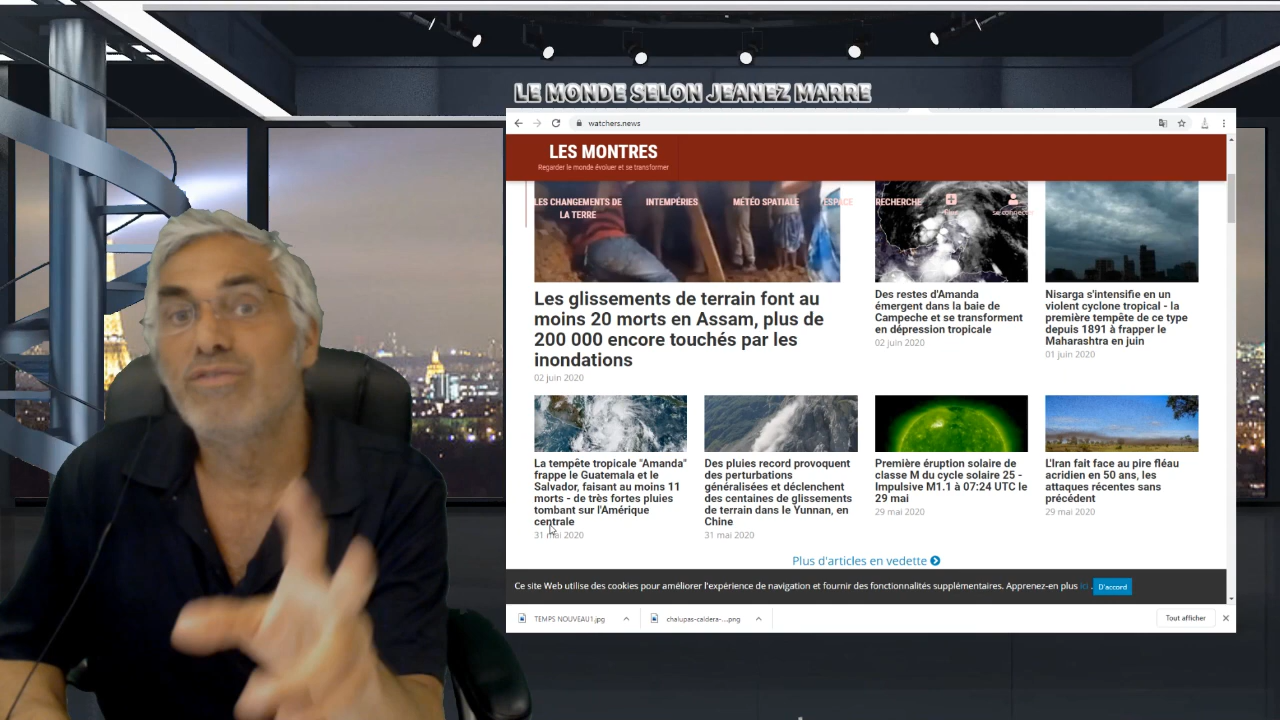 LE MONDE SELON JEANEZ MARRE
watchers.news
LES MONTRES
Regarder le monde évoluer et se transformer
LES CHANGEMENTS DE
LA TERRE
INTEMPÉRIES
MÉTÉO SPATIALE
ESPACE
RECHERCHE
Plus
se connecter
Les glissements de terrain font au
moins 20 morts en Assam, plus de
200 000 encore touchés par les
inondations
02 juin 2020
Des restes d'Amanda
émergent dans la baie de
Campeche et se transforment
en dépression tropicale
02 juin 2020
Nisarga s'intensifie en un
violent cyclone tropical - la
première tempête de ce type
depuis 1891 à frapper le
Maharashtra en juin
01 juin 2020
La tempête tropicale "Amanda"
frappe le Guatemala et le
Salvador, faisant au moins 11
morts - de très fortes pluies
tombant sur l'Amérique
centrale
31 mai 2020
Des pluies record provoquent
des perturbations
généralisées et déclenchent
des centaines de glissements
de terrain dans le Yunnan, en
Chine
31 mai 2020
Première éruption solaire de
classe M du cycle solaire 25 -
Impulsive M1.1 à 07:24 UTC le
29 mai
29 mai 2020
L'Iran fait face au pire fléau
acridien en 50 ans, les
attaques récentes sans
précédent
29 mai 2020
Plus d'articles en vedette
Ce site Web utilise des cookies pour améliorer l'expérience de navigation et fournir des fonctionnalités supplémentaires. Apprenez-en plus ici . D'accord
TEMPS NOUVEAU1.jpg
chalupas-caldera-....png
Tout afficher